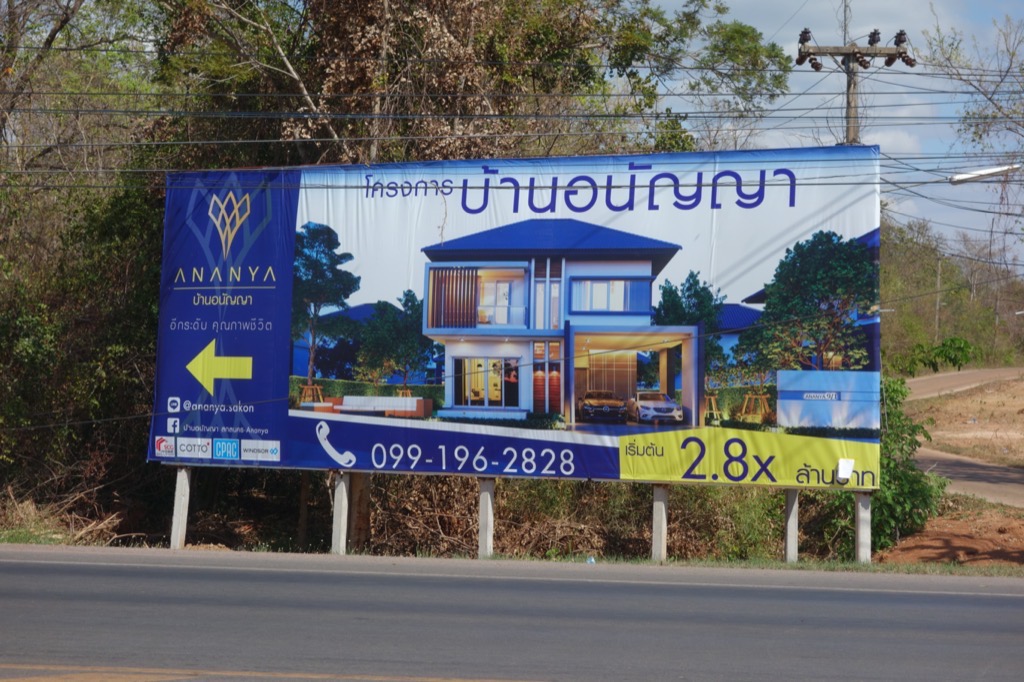 ANANYA
บ้านอนัญญา
อีกระดับ คุณภาพชีวิต
@ananya.sakon
บ้านอนัญญา สกลนคร Ananya
SCG
COTTO
CPAC
WINDSOR
โครงการ บ้านอนัญญา
ANANYA
099-196-2828
เริ่มต้น 2.8x ล้านบาท